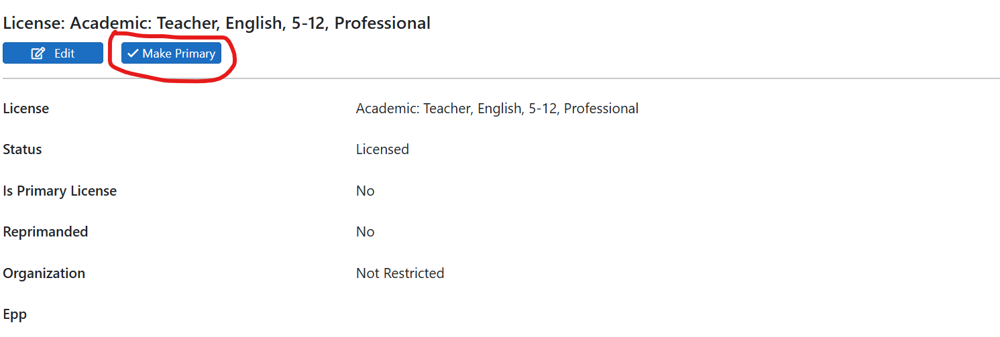 License: Academic: Teacher, English, 5-12, Professional
Edit Make Primary
License Academic: Teacher, English, 5-12, Professional
Status Licensed
Is Primary License No
Reprimanded No
Organization Not Restricted
Epp